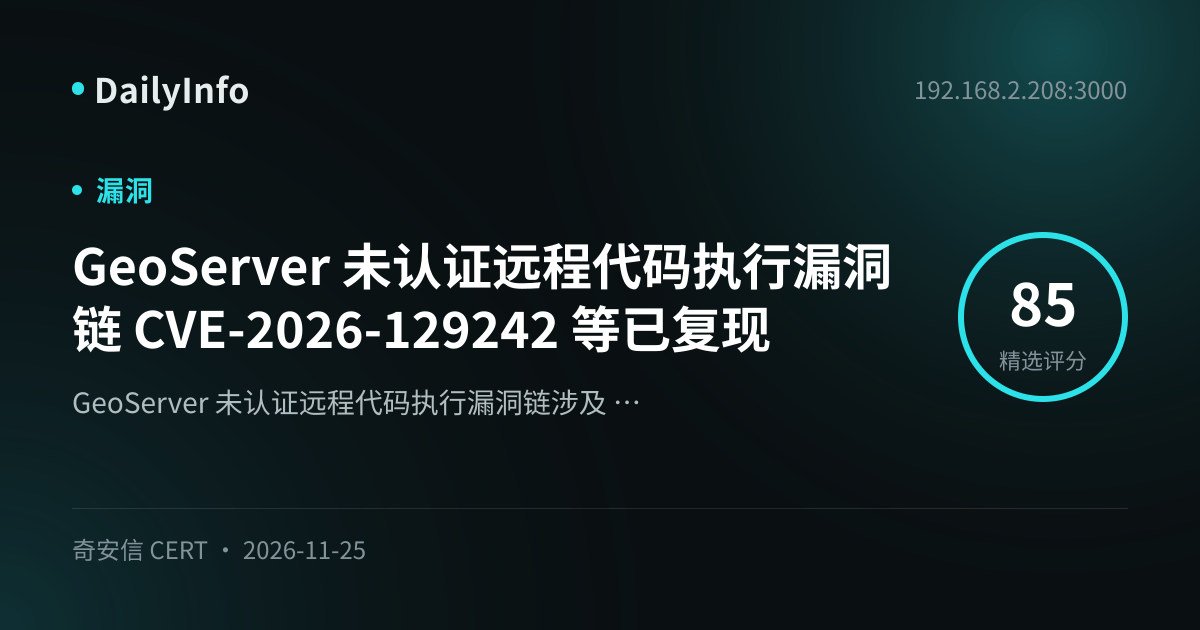 DailyInfo
192.168.2.208:3000
漏洞
GeoServer 未认证远程代码执行漏洞
链 CVE-2026-129242 等已复现
85
精选评分
GeoServer 未认证远程代码执行漏洞链涉及 …
奇安信 CERT · 2026-11-25